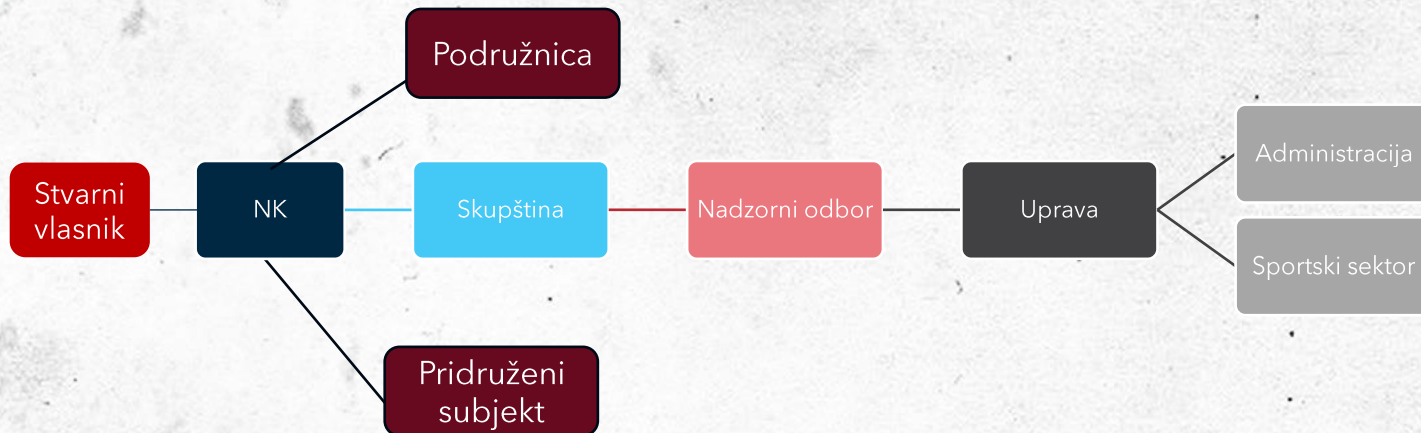 Podružnica
Stvarni
vlasnik
NK
Skupština
Nadzorni odbor
Uprava
Administracija
Sportski sektor
Pridruženi
subjekt